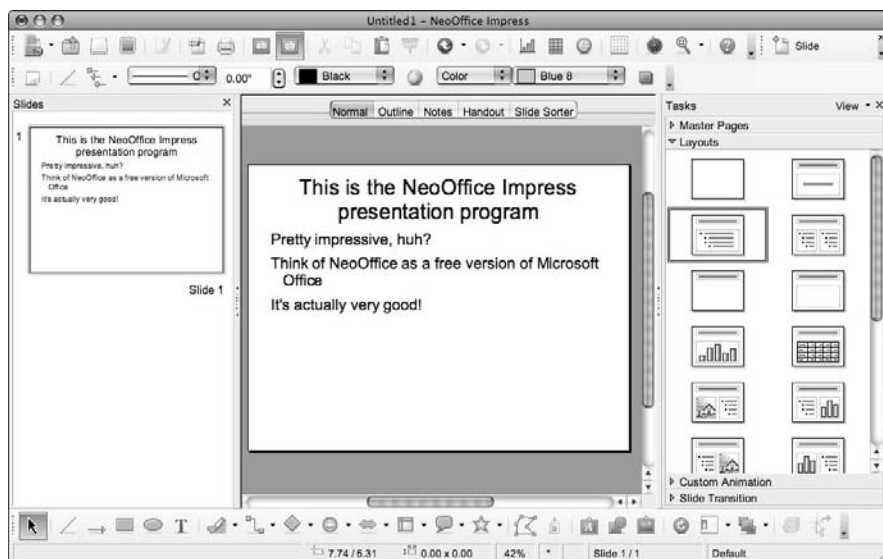 Untitled1 - NeoOffice Impress
Slide
0.00"
Black
Color
Blue 8
Slides
1
This is the NeoOffice Impress
presentation program
Pretty impressive, huh?
Think of NeoOffice as a free version of Microsoft
Office
It's actually very good!
Slide 1
Normal Outline Notes Handout Slide Sorter
This is the NeoOffice Impress
presentation program
Pretty impressive, huh?
Think of NeoOffice as a free version of Microsoft
Office
It's actually very good!
Tasks
View
Master Pages
Layouts
Custom Animation
Slide Transition
T
7.74 / 5.31
0.00 x 0.00
42%
*
Slide 1 / 1
Default